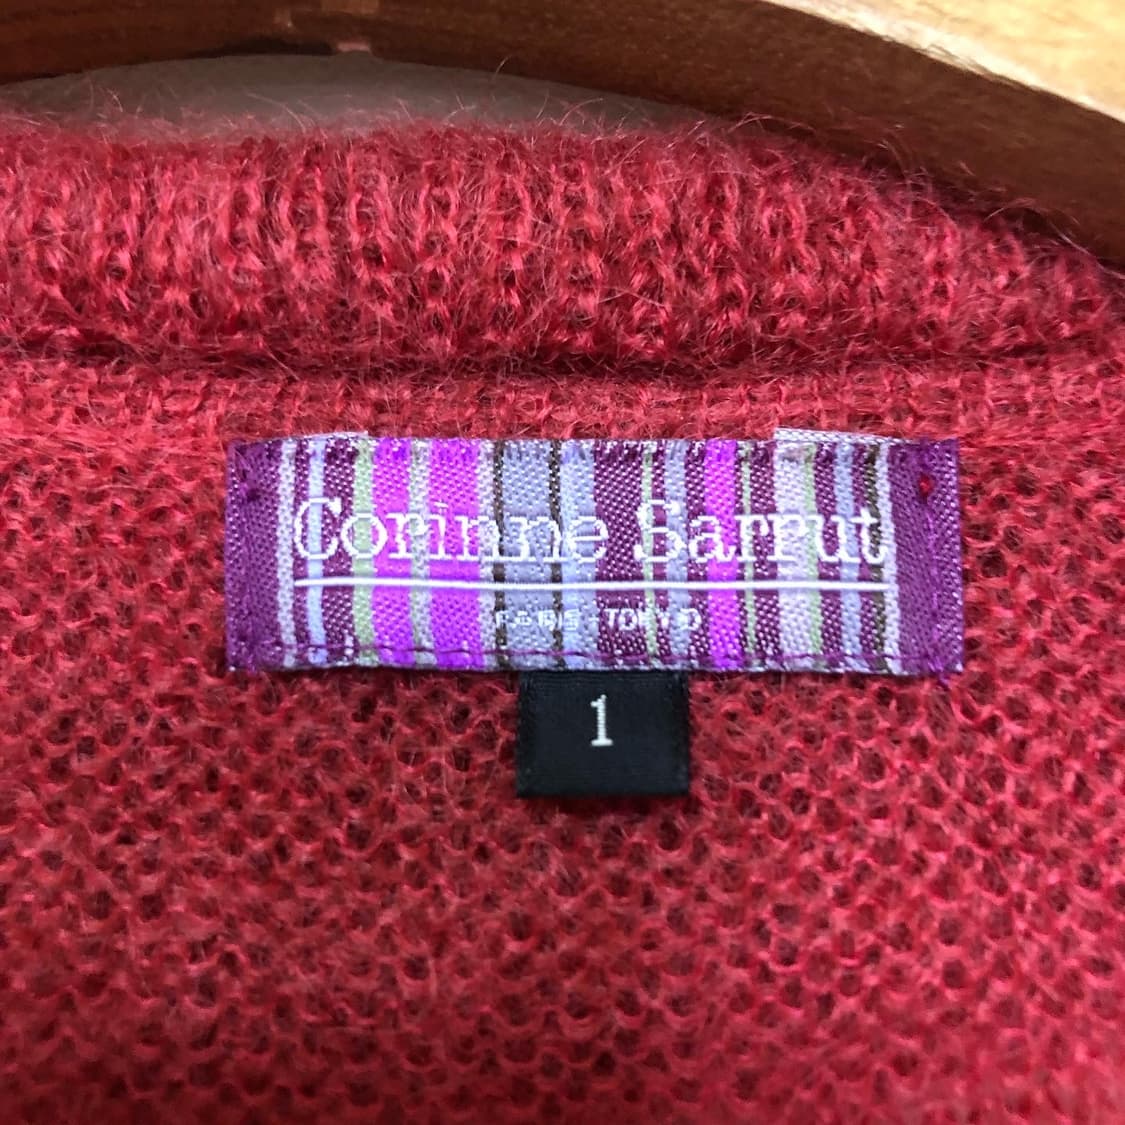 Corinne Sarrut
PARIS - TOKYO
1